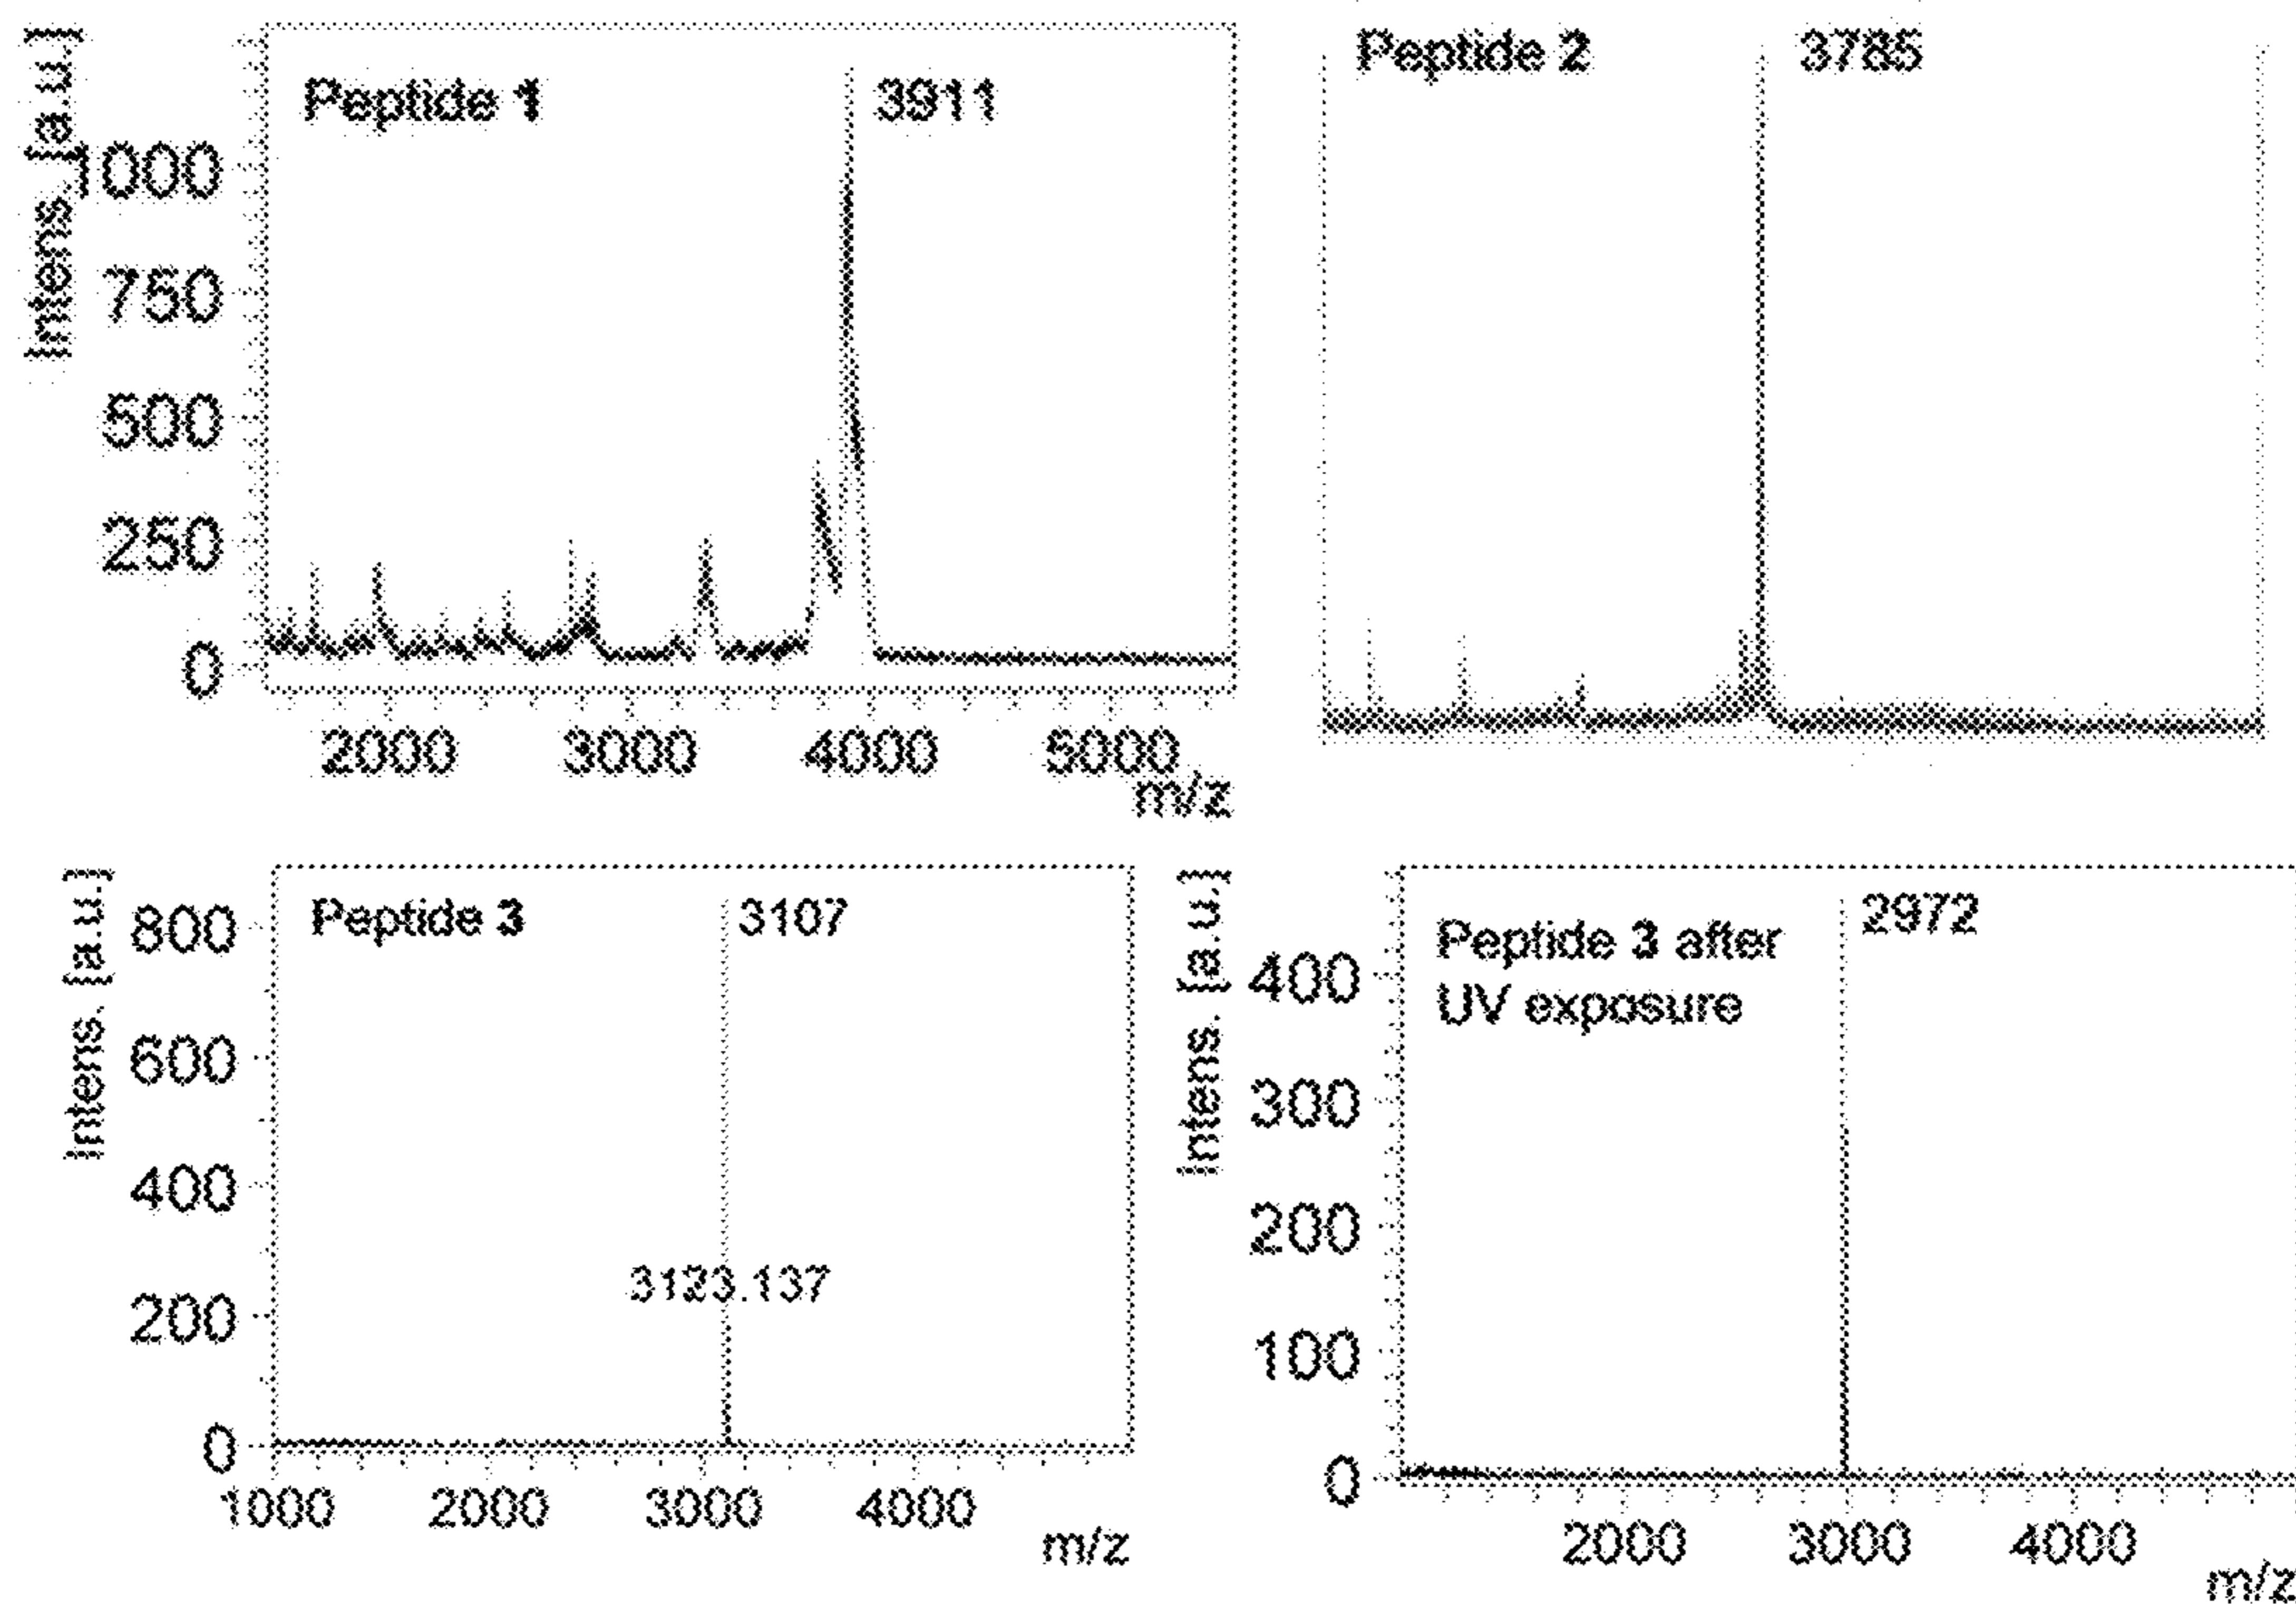 Intens. [a.u.]
Peptide 1
3911
1000
750
500
250
0
2000 3000 4000 5000
m/z
Peptide 2
3785
Intens. [a.u.]
Peptide 3
3107
3123.137
800
600
400
200
0
1000 2000 3000 4000
m/z
Intens. [a.u.]
Peptide 3 after
UV exposure
2972
400
300
200
100
0
2000 3000 4000
m/z